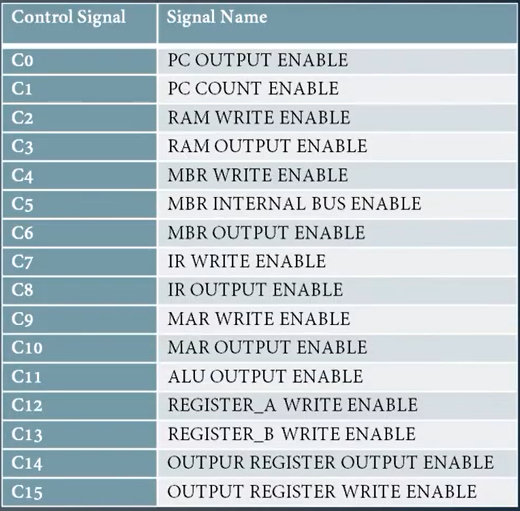 Control Signal Signal Name
C0 PC OUTPUT ENABLE
C1 PC COUNT ENABLE
C2 RAM WRITE ENABLE
C3 RAM OUTPUT ENABLE
C4 MBR WRITE ENABLE
C5 MBR INTERNAL BUS ENABLE
C6 MBR OUTPUT ENABLE
C7 IR WRITE ENABLE
C8 IR OUTPUT ENABLE
C9 MAR WRITE ENABLE
C10 MAR OUTPUT ENABLE
C11 ALU OUTPUT ENABLE
C12 REGISTER_A WRITE ENABLE
C13 REGISTER_B WRITE ENABLE
C14 OUTPUR REGISTER OUTPUT ENABLE
C15 OUTPUT REGISTER WRITE ENABLE